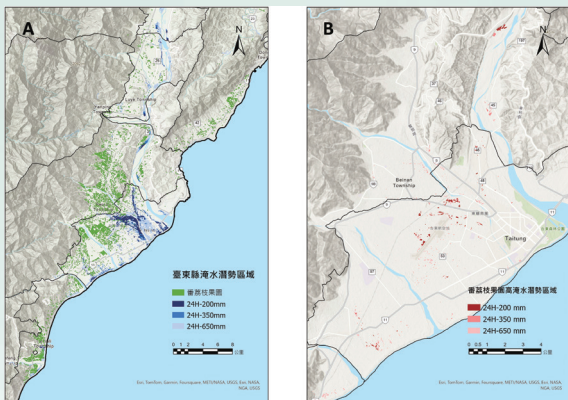 A
Luye Township
臺東縣淹水潛勢區域
番荔枝果園
24H-200mm
24H-350mm
24H-650mm
0 1 2 4 6 8
公里
Esri, TomTom, Garmin, Foursquare, METI/NASA, USGS, Esri, NASA,
NGA, USGS
B
Beinan
Township
Taitung
番荔枝果園高淹水潛勢區域
24H-200 mm
24H-350 mm
24H-650 mm
0 0.5 1 2 3 4
公里
Esri, TomTom, Garmin, Foursquare, METI/NASA, USGS, Esri, NASA,
NGA, USGS